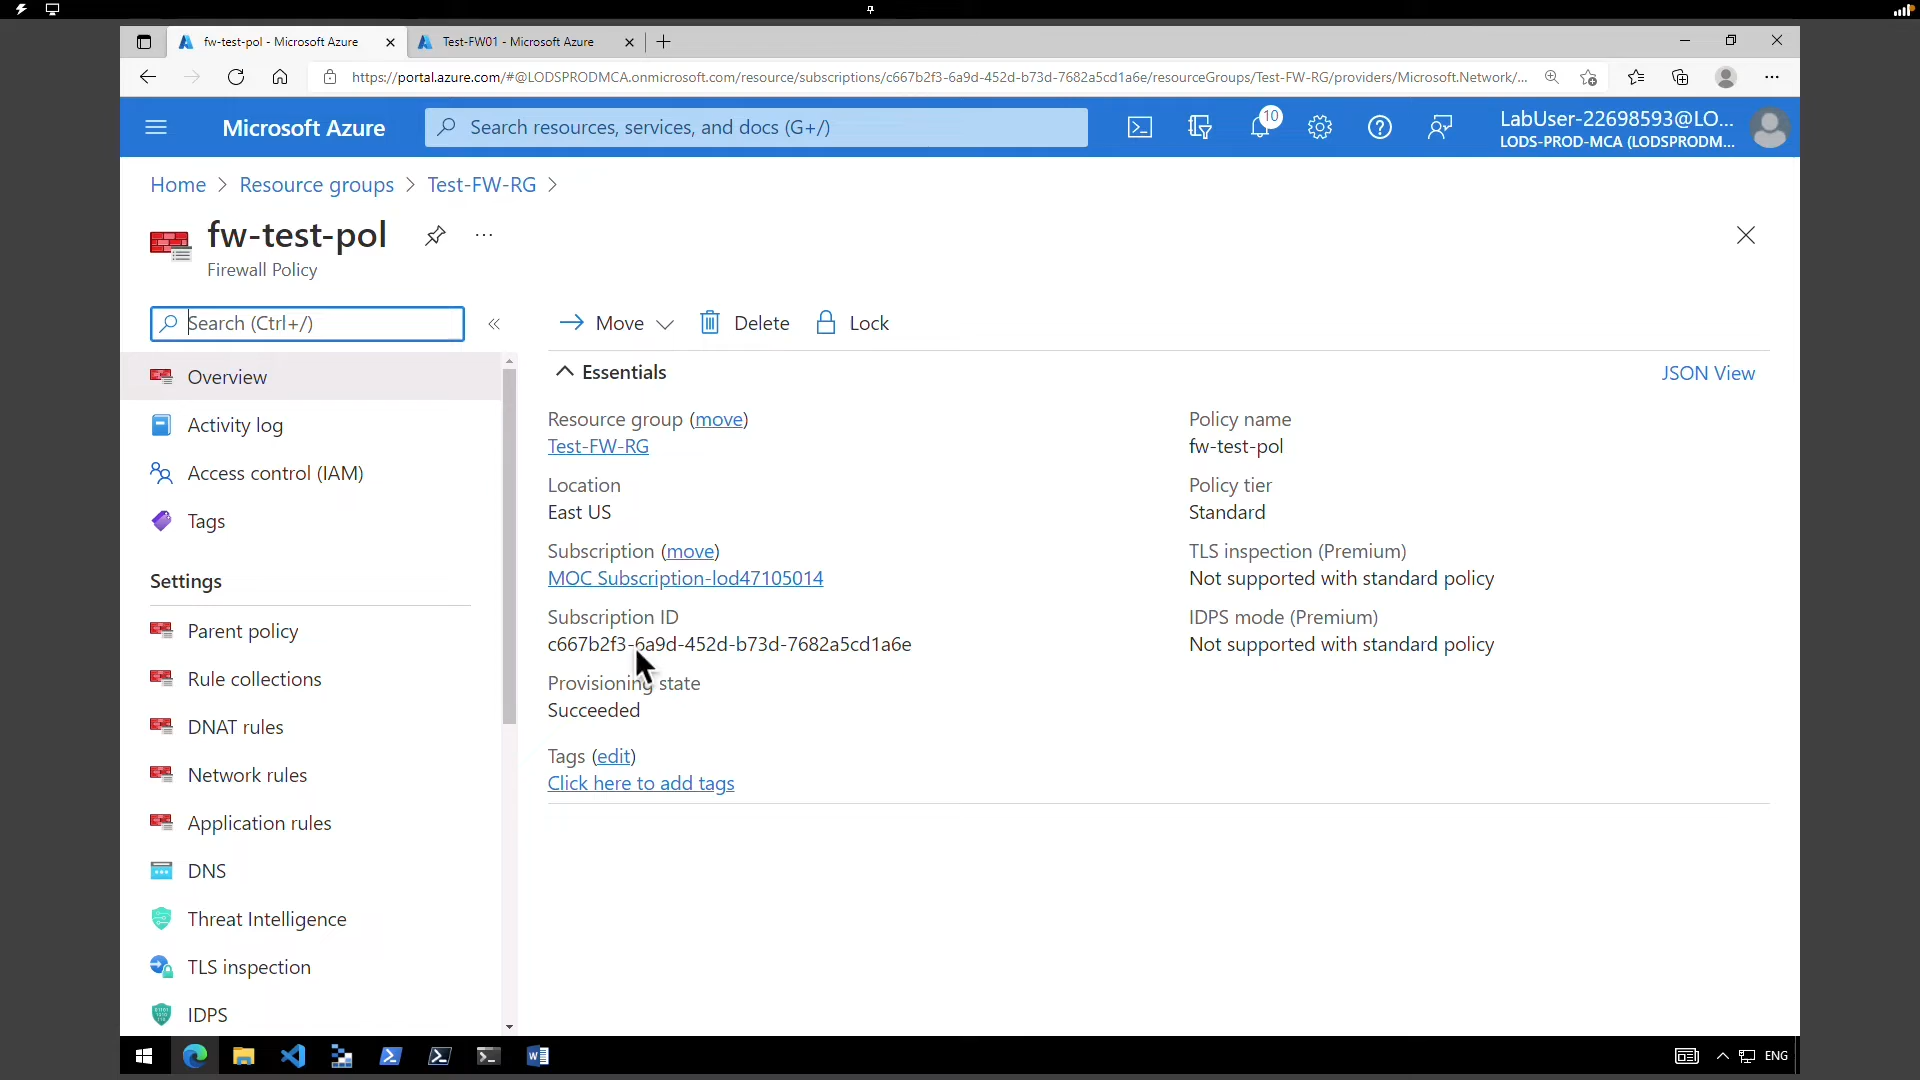 fw-test-pol - Microsoft Azure
Test-FW01 - Microsoft Azure
https://portal.azure.com/#@LODSPRODMCA.onmicrosoft.com/resource/subscriptions/c667b2f3-6a9d-452d-b73d-7682a5cd1a6e/resourceGroups/Test-FW-RG/providers/Microsoft.Network/...
Microsoft Azure
Search resources, services, and docs (G+/)
10
LabUser-22698593@LO...
LODS-PROD-MCA (LODSPRODM...
Home > Resource groups > Test-FW-RG >
fw-test-pol
Firewall Policy
Search (Ctrl+/)
Move
Delete
Lock
Overview
Activity log
Access control (IAM)
Tags
Settings
Parent policy
Rule collections
DNAT rules
Network rules
Application rules
DNS
Threat Intelligence
TLS inspection
IDPS
Essentials
JSON View
Resource group (move)
Test-FW-RG
Location
East US
Subscription (move)
MOC Subscription-lod47105014
Subscription ID
c667b2f3-6a9d-452d-b73d-7682a5cd1a6e
Provisioning state
Succeeded
Tags (edit)
Click here to add tags
Policy name
fw-test-pol
Policy tier
Standard
TLS inspection (Premium)
Not supported with standard policy
IDPS mode (Premium)
Not supported with standard policy
ENG